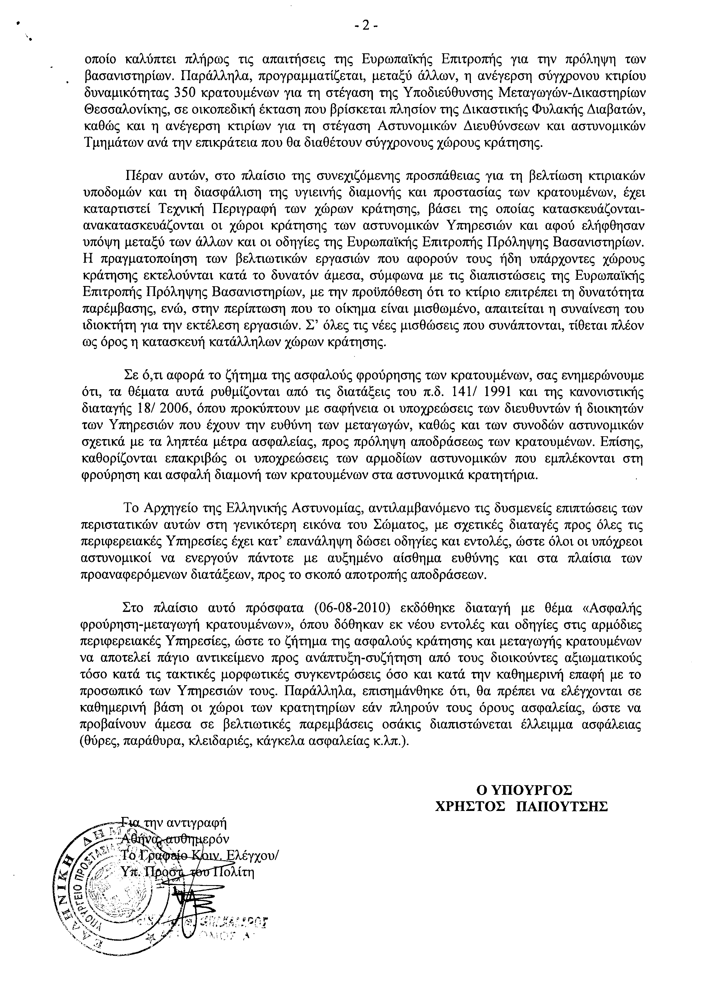 - 2 -
οποίο καλύπτει πλήρως τις απαιτήσεις της Ευρωπαϊκής Επιτροπής για την πρόληψη των
βασανιστηρίων. Παράλληλα, προγραμματίζεται, μεταξύ άλλων, η ανέγερση σύγχρονου κτιρίου
δυναμικότητας 350 κρατουμένων για τη στέγαση της Υποδιεύθυνσης Μεταγωγών-Δικαστηρίων
Θεσσαλονίκης, σε οικοπεδική έκταση που βρίσκεται πλησίον της Δικαστικής Φυλακής Διαβατών,
καθώς και η ανέγερση κτιρίων για τη στέγαση Αστυνομικών Διευθύνσεων και αστυνομικών
Τμημάτων ανά την επικράτεια που θα διαθέτουν σύγχρονους χώρους κράτησης.
Πέραν αυτών, στο πλαίσιο της συνεχιζόμενης προσπάθειας για τη βελτίωση κτιριακών
υποδομών και τη διασφάλιση της υγιεινής διαμονής και προστασίας των κρατουμένων, έχει
καταρτιστεί Τεχνική Περιγραφή των χώρων κράτησης, βάσει της οποίας κατασκευάζονται-
ανακατασκευάζονται οι χώροι κράτησης των αστυνομικών Υπηρεσιών και αφού ελήφθησαν
υπόψη μεταξύ των άλλων και οι οδηγίες της Ευρωπαϊκής Επιτροπής Πρόληψης Βασανιστηρίων.
Η πραγματοποίηση των βελτιωτικών εργασιών που αφορούν τους ήδη υπάρχοντες χώρους
κράτησης εκτελούνται κατά το δυνατόν άμεσα, σύμφωνα με τις διαπιστώσεις της Ευρωπαϊκής
Επιτροπής Πρόληψης Βασανιστηρίων, με την προϋπόθεση ότι το κτίριο επιτρέπει τη δυνατότητα
παρέμβασης, ενώ, στην περίπτωση που το οίκημα είναι μισθωμένο, απαιτείται η συναίνεση του
ιδιοκτήτη για την εκτέλεση εργασιών. Σ’ όλες τις νέες μισθώσεις που συνάπτονται, τίθεται πλέον
ως όρος η κατασκευή κατάλληλων χώρων κράτησης.
Σε ό,τι αφορά το ζήτημα της ασφαλούς φρούρησης των κρατουμένων, σας ενημερώνουμε
ότι, τα θέματα αυτά ρυθμίζονται από τις διατάξεις του π.δ. 141/ 1991 και της κανονιστικής
διαταγής 18/ 2006, όπου προκύπτουν με σαφήνεια οι υποχρεώσεις των διευθυντών ή διοικητών
των Υπηρεσιών που έχουν την ευθύνη των μεταγωγών, καθώς και των συνοδών αστυνομικών
σχετικά με τα ληπτέα μέτρα ασφαλείας, προς πρόληψη αποδράσεως των κρατουμένων. Επίσης,
καθορίζονται επακριβώς οι υποχρεώσεις των αρμοδίων αστυνομικών που εμπλέκονται στη
φρούρηση και ασφαλή διαμονή των κρατουμένων στα αστυνομικά κρατητήρια.
Το Αρχηγείο της Ελληνικής Αστυνομίας, αντιλαμβανόμενο τις δυσμενείς επιπτώσεις των
περιστατικών αυτών στη γενικότερη εικόνα του Σώματος, με σχετικές διαταγές προς όλες τις
περιφερειακές Υπηρεσίες έχει κατ’ επανάληψη δώσει οδηγίες και εντολές, ώστε όλοι οι υπόχρεοι
αστυνομικοί να ενεργούν πάντοτε με αυξημένο αίσθημα ευθύνης και στα πλαίσια των
προαναφερόμενων διατάξεων, προς το σκοπό αποτροπής αποδράσεων.
Στο πλαίσιο αυτό πρόσφατα (06-08-2010) εκδόθηκε διαταγή με θέμα «Ασφαλής
φρούρηση-μεταγωγή κρατουμένων», όπου δόθηκαν εκ νέου εντολές και οδηγίες στις αρμόδιες
περιφερειακές Υπηρεσίες, ώστε το ζήτημα της ασφαλούς κράτησης και μεταγωγής κρατουμένων
να αποτελεί πάγιο αντικείμενο προς ανάπτυξη-συζήτηση από τους διοικούντες αξιωματικούς
τόσο κατά τις τακτικές μορφωτικές συγκεντρώσεις όσο και κατά την καθημερινή επαφή με το
προσωπικό των Υπηρεσιών τους. Παράλληλα, επισημάνθηκε ότι, θα πρέπει να ελέγχονται σε
καθημερινή βάση οι χώροι των κρατητηρίων εάν πληρούν τους όρους ασφαλείας, ώστε να
προβαίνουν άμεσα σε βελτιωτικές παρεμβάσεις οσάκις διαπιστώνεται έλλειμμα ασφάλειας
(θύρες, παράθυρα, κλειδαριές, κάγκελα ασφαλείας κ.λπ.).
Ο ΥΠΟΥΡΓΟΣ
ΧΡΗΣΤΟΣ ΠΑΠΟΥΤΣΗΣ
Για την αντιγραφή
Αθήνα, αυθημερόν
Το Γραφείο Κοιν. Ελέγχου/
Υπ. Προστ. του Πολίτη
ΕΛΛΗΝΙΚΗ ΔΗΜΟ
ΥΠΟΥΡΓΕΙΟ ΠΡΟΣΤΑΣΙΑΣ